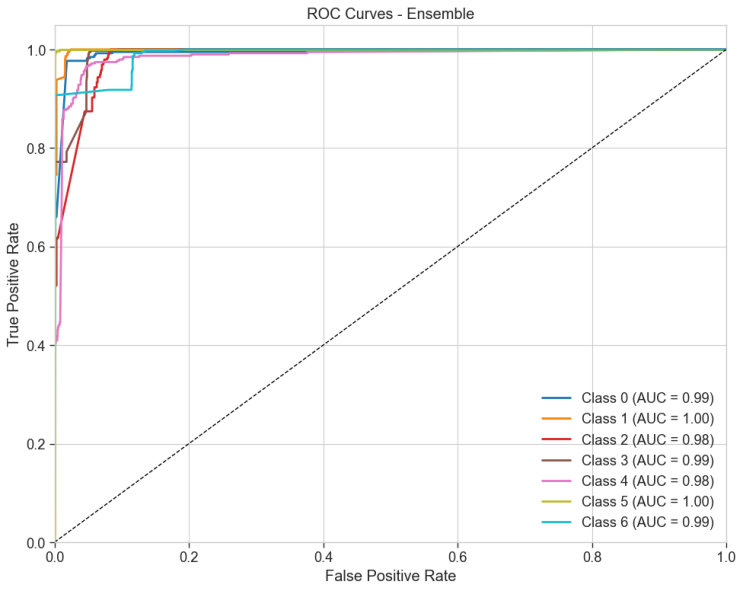 ROC Curves - Ensemble
True Positive Rate
1.0
0.8
0.6
0.4
0.2
0.0
0.0 0.2 0.4 0.6 0.8 1.0
False Positive Rate
Class 0 (AUC = 0.99)
Class 1 (AUC = 1.00)
Class 2 (AUC = 0.98)
Class 3 (AUC = 0.99)
Class 4 (AUC = 0.98)
Class 5 (AUC = 1.00)
Class 6 (AUC = 0.99)